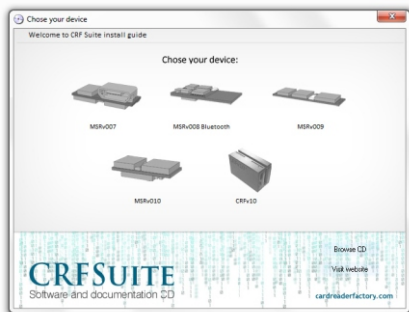 Chose your device
Welcome to CRF Suite install guide
Chose your device:
MSRv007
MSRv008 Bluetooth
MSRv009
MSRv010
CRFv10
Browse CD
Visit website
CRFSUITE
Software and documentation CD
cardreaderfactory.com